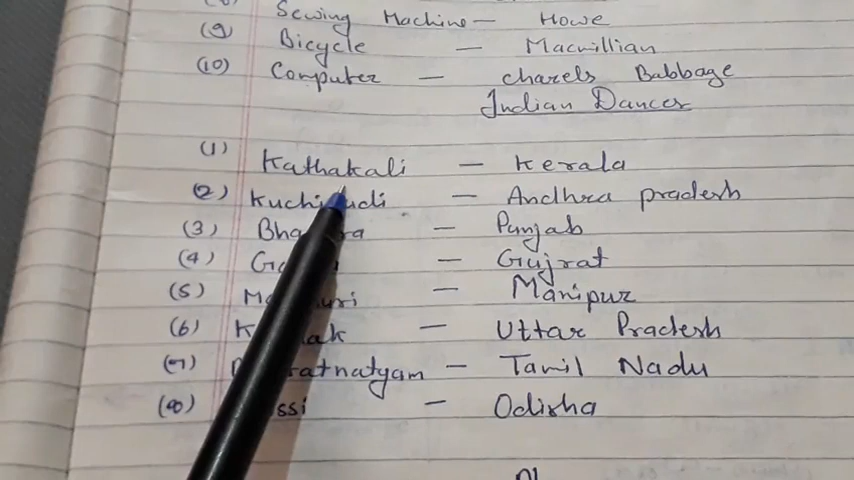 Sewing Machine – Howe
(9) Bicycle – Macmillian
(10) Computer – charels Babbage
Indian Dances
(1) Kathakali – Kerala
(2) – Andhra pradesh
(3) – Punjab
(4) – Gujrat
(5) – Manipur
(6) – Uttar Pradesh
(7) – Tamil Nadu
(8) – Odisha